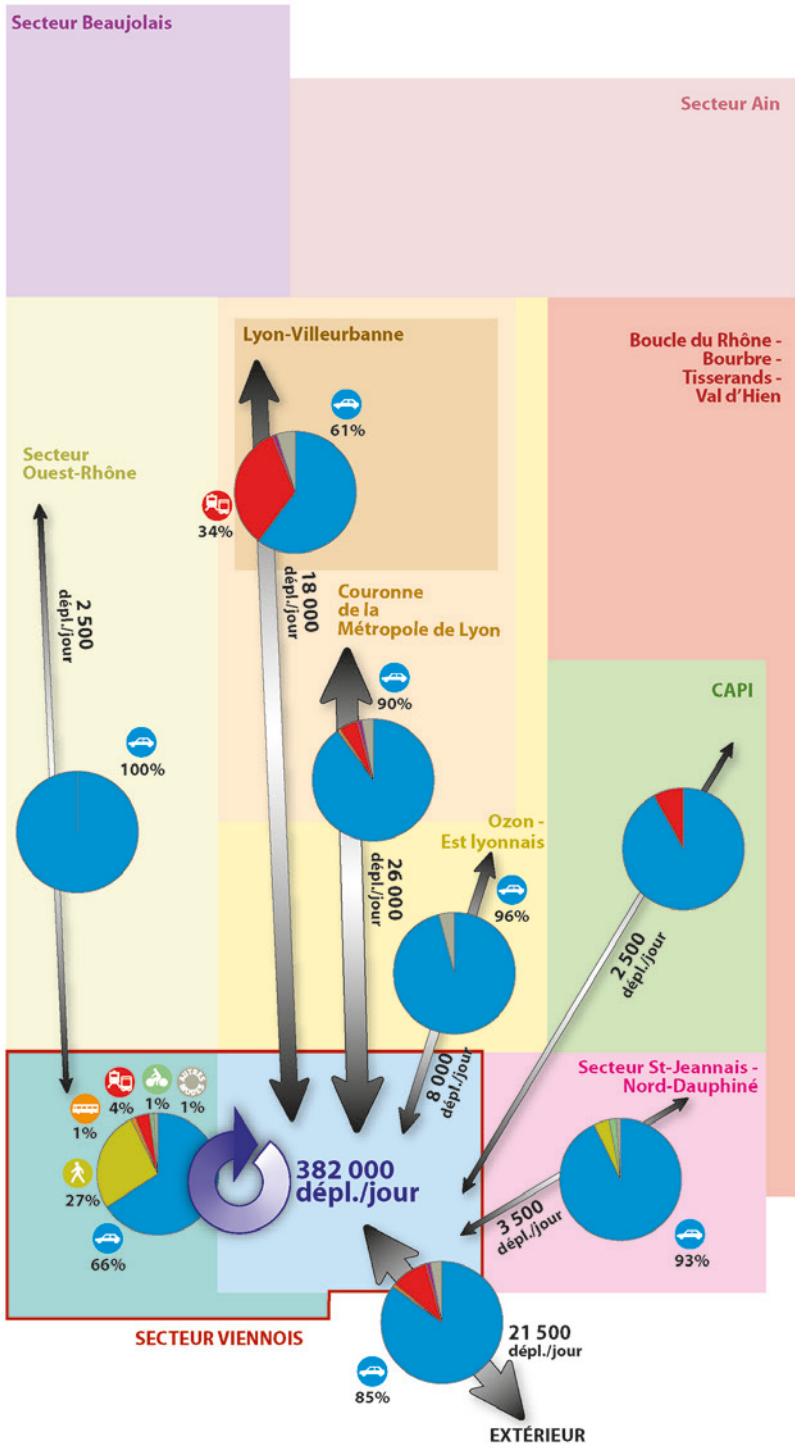 Secteur Beaujolais
Secteur Ain
Lyon-Villeurbanne
Boucle du Rhône -
Bourbre -
Tisserands -
Val d'Hien
61%
Secteur
Ouest-Rhône
34%
2 500
dépl./jour
18 000
dépl./jour
Couronne
de la
Métropole de Lyon
90%
CAPI
100%
Ozon -
Est lyonnais
26 000
dépl./jour
96%
2 500
dépl./jour
8 000
dépl./jour
Secteur St-Jeannais -
Nord-Dauphiné
AUTRES
MODES
1%
4%
1%
1%
27%
66%
382 000
dépl./jour
3 500
dépl./jour
93%
SECTEUR VIENNOIS
21 500
dépl./jour
85%
EXTÉRIEUR